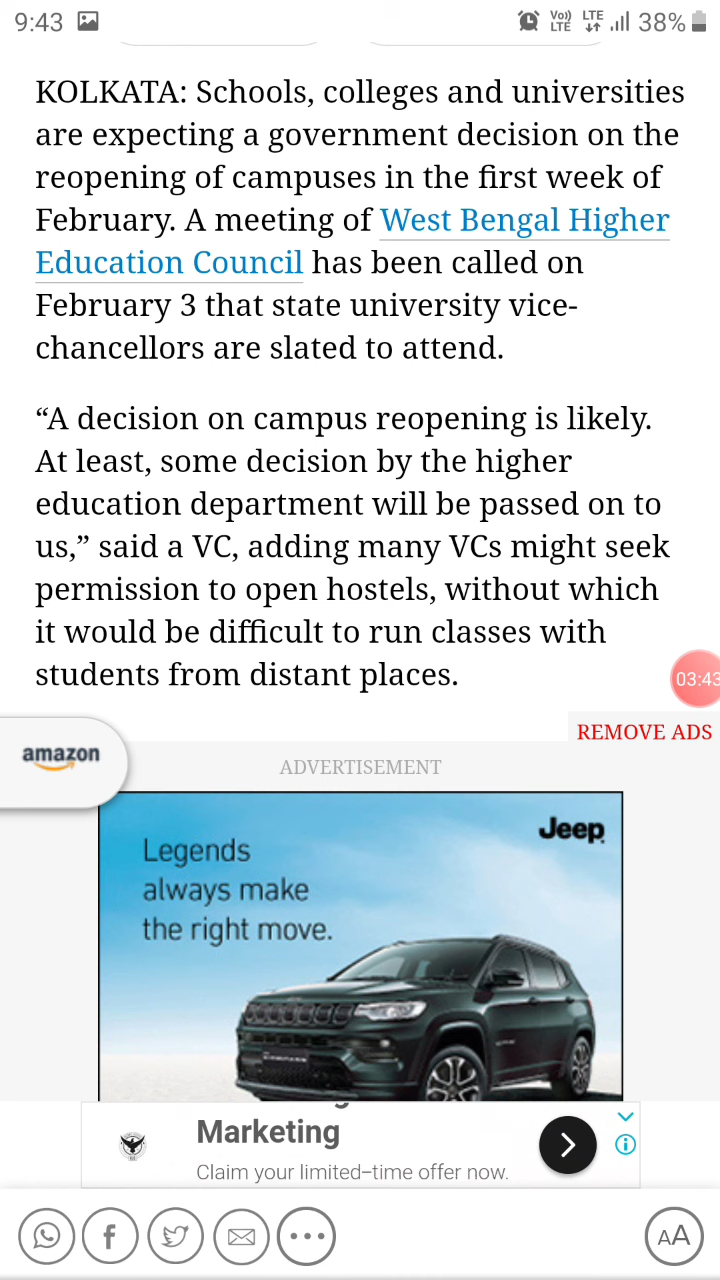 9:43
Vo)) LTE
LTE
38%
KOLKATA: Schools, colleges and universities
are expecting a government decision on the
reopening of campuses in the first week of
February. A meeting of West Bengal Higher
Education Council has been called on
February 3 that state university vice-
chancellors are slated to attend.
“A decision on campus reopening is likely.
At least, some decision by the higher
education department will be passed on to
us,” said a VC, adding many VCs might seek
permission to open hostels, without which
it would be difficult to run classes with
students from distant places.
03:43
REMOVE ADS
amazon
ADVERTISEMENT
Jeep
Legends
always make
the right move.
Marketing
Claim your limited-time offer now.
AA